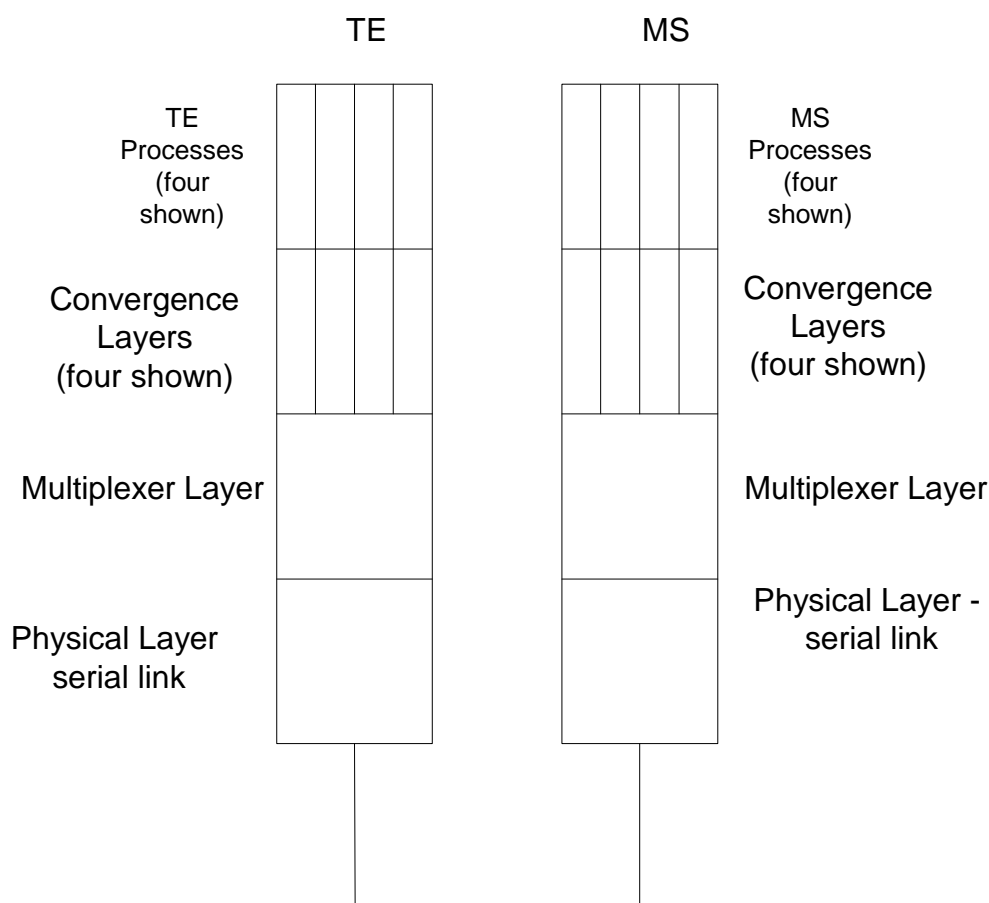 TE
MS
TE
Processes
(four
shown)
MS
Processes
(four
shown)
Convergence
Layers
(four shown)
Convergence
Layers
(four shown)
Multiplexer Layer
Multiplexer Layer
Physical Layer
serial link
Physical Layer -
serial link